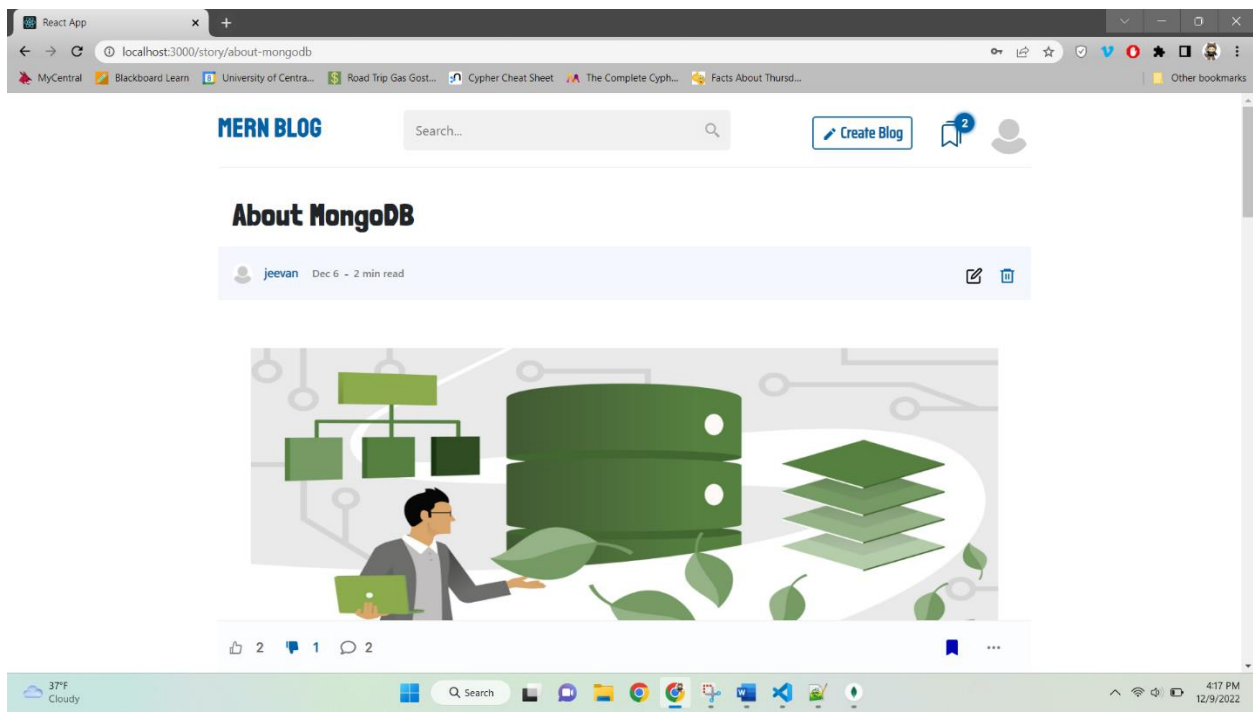 React App
localhost:3000/story/about-mongodb
MyCentral Blackboard Learn University of Centra... Road Trip Gas Gost... Cypher Cheat Sheet The Complete Cyph... Facts About Thursd... Other bookmarks
MERN BLOG Search... Create Blog 2
About MongoDB
jeevan Dec 6 - 2 min read
2 1 2
37°F
Cloudy
Search
4:17 PM
12/9/2022